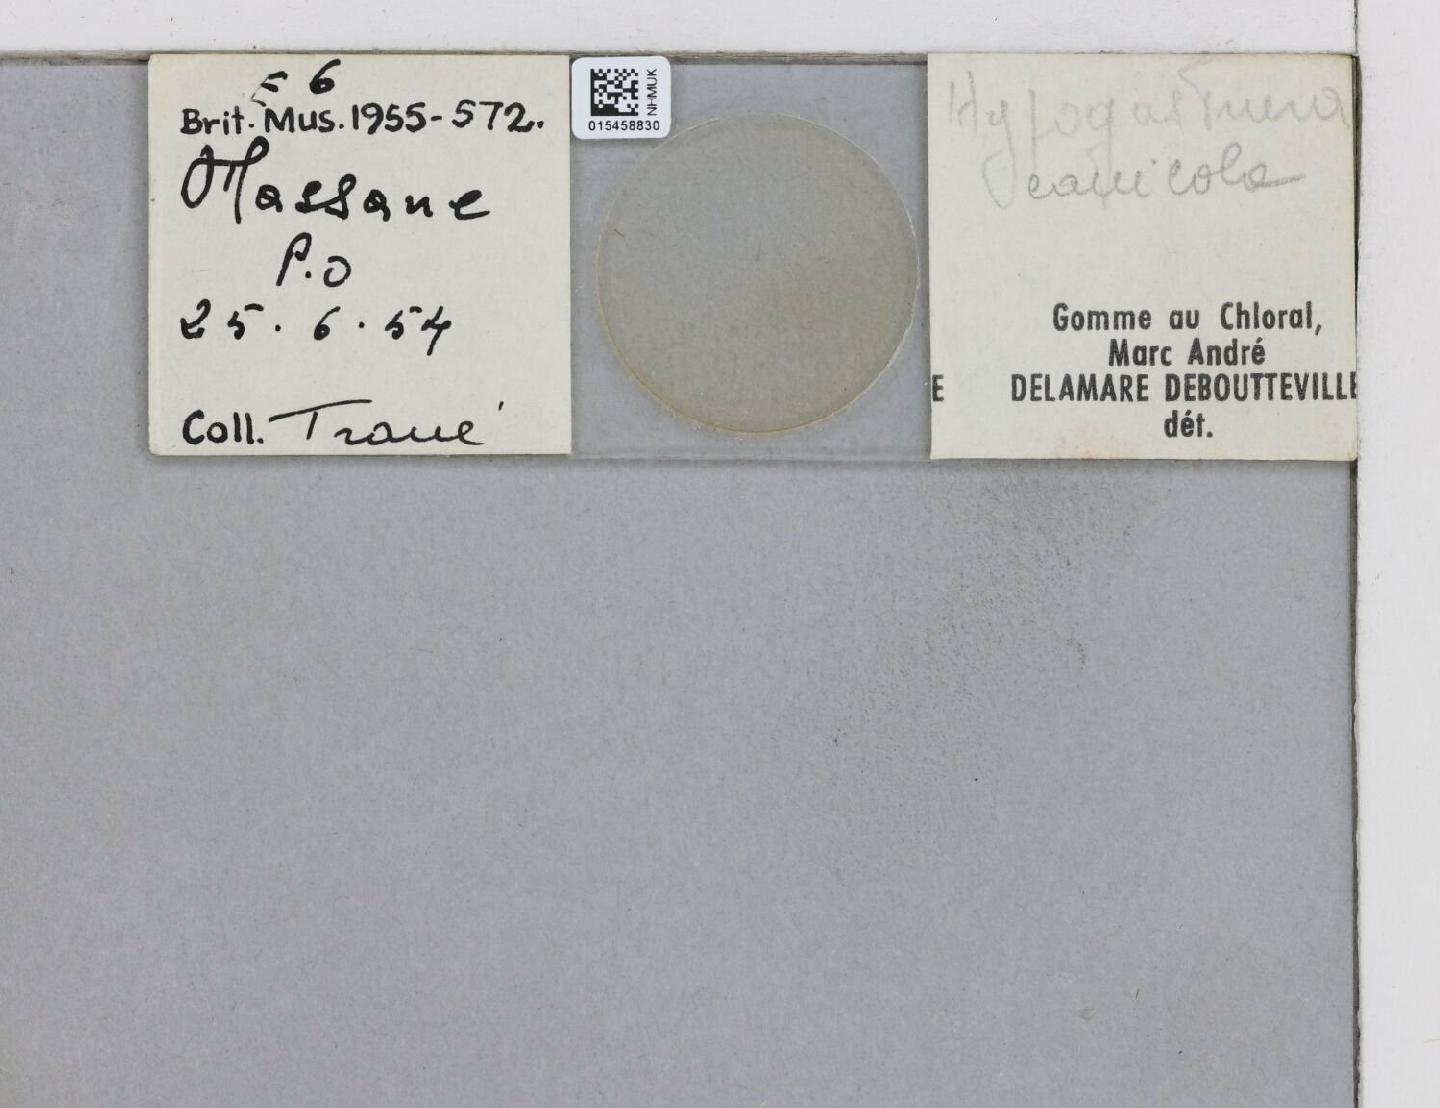 E 6
Brit. Mus. 1955-572.
Massane
P.O
25.6.54
Coll. Travé
NHMUK
015458830
Hypogastrura
Gomme au Chloral,
Marc André
E DELAMARE DEBOUTTEVILLE
dét.